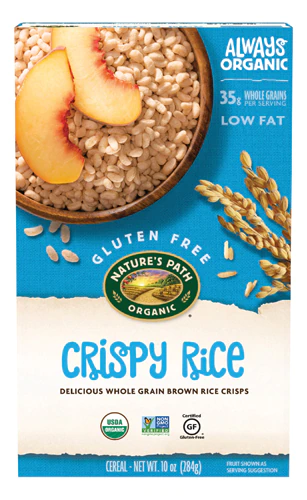 ALWAYS
ORGANIC
35g WHOLE GRAINS
PER SERVING
LOW FAT
GLUTEN FREE
NATURE'S PATH
ORGANIC
CRiSPY RiCE
DELICIOUS WHOLE GRAIN BROWN RICE CRISPS
USDA
ORGANIC
NON
GMO
VERIFIED
Certified
GF
Gluten-Free
CEREAL - NET WT. 10 oz (284g)
FRUIT SHOWN AS
SERVING SUGGESTION